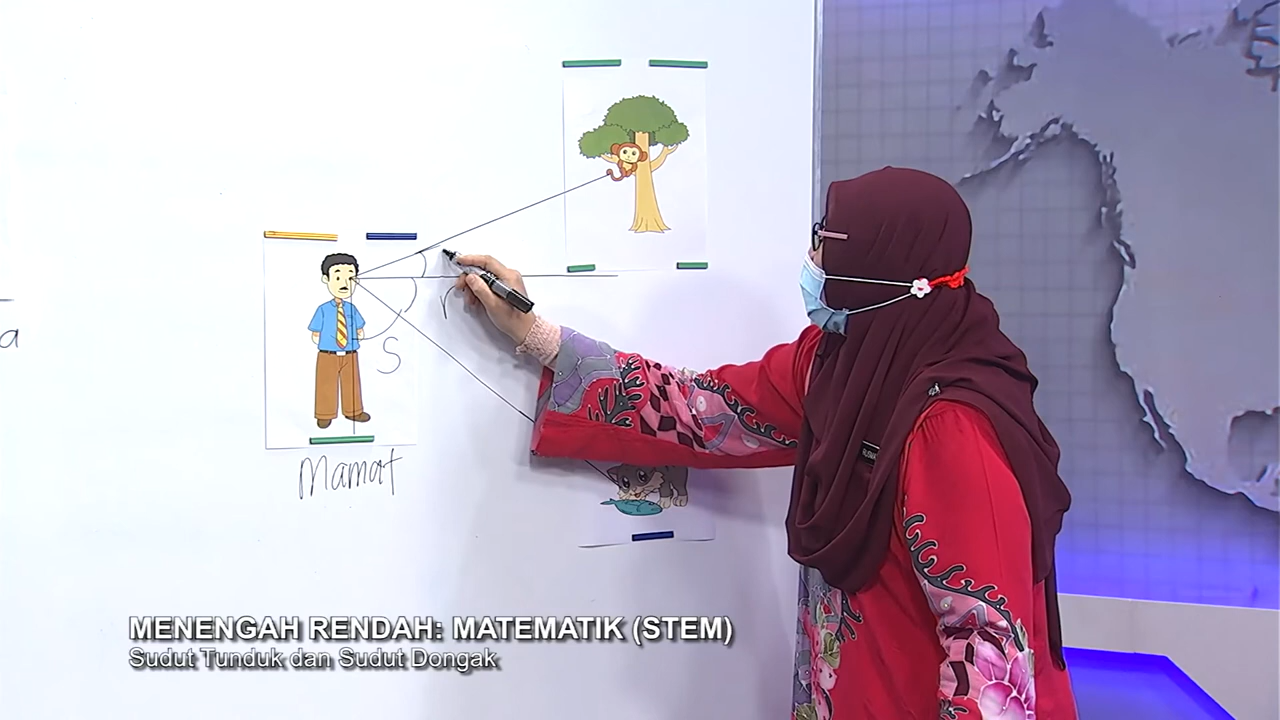 a
r
S
Mamat
MENENGAH RENDAH: MATEMATIK (STEM)
Sudut Tunduk dan Sudut Dongak